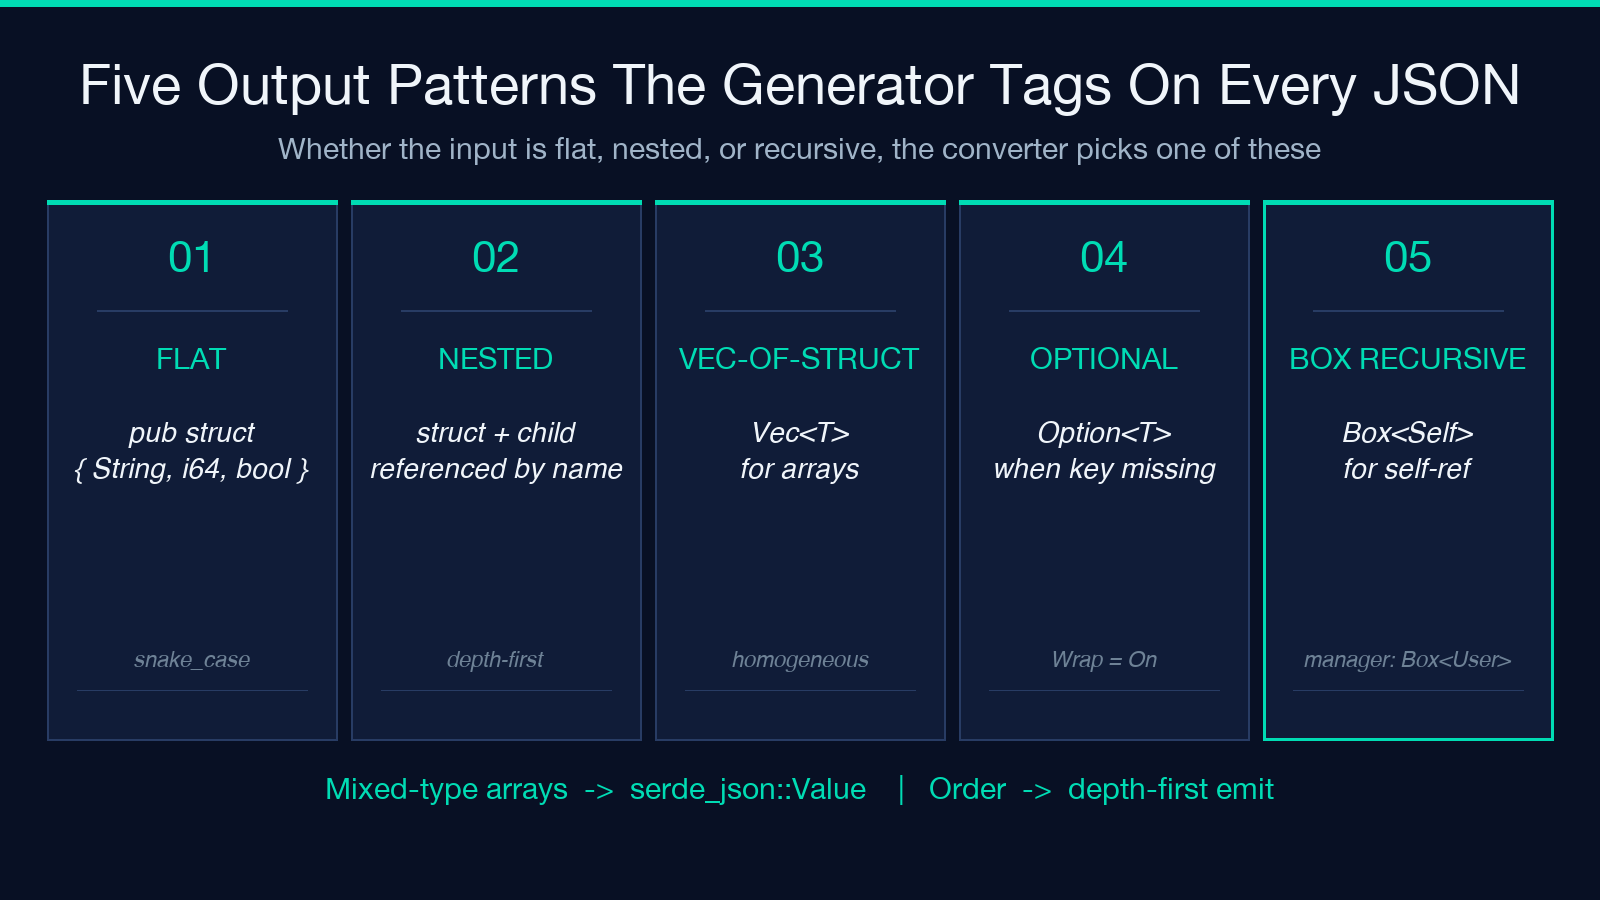 Five Output Patterns The Generator Tags On Every JSON
Whether the input is flat, nested, or recursive, the converter picks one of these
01
FLAT
pub struct
{ String, i64, bool }
snake_case
02
NESTED
struct + child
referenced by name
depth-first
03
VEC-OF-STRUCT
Vec<T>
for arrays
homogeneous
04
OPTIONAL
Option<T>
when key missing
Wrap = On
05
BOX RECURSIVE
Box<Self>
for self-ref
manager: Box<User>
Mixed-type arrays -> serde_json::Value | Order -> depth-first emit